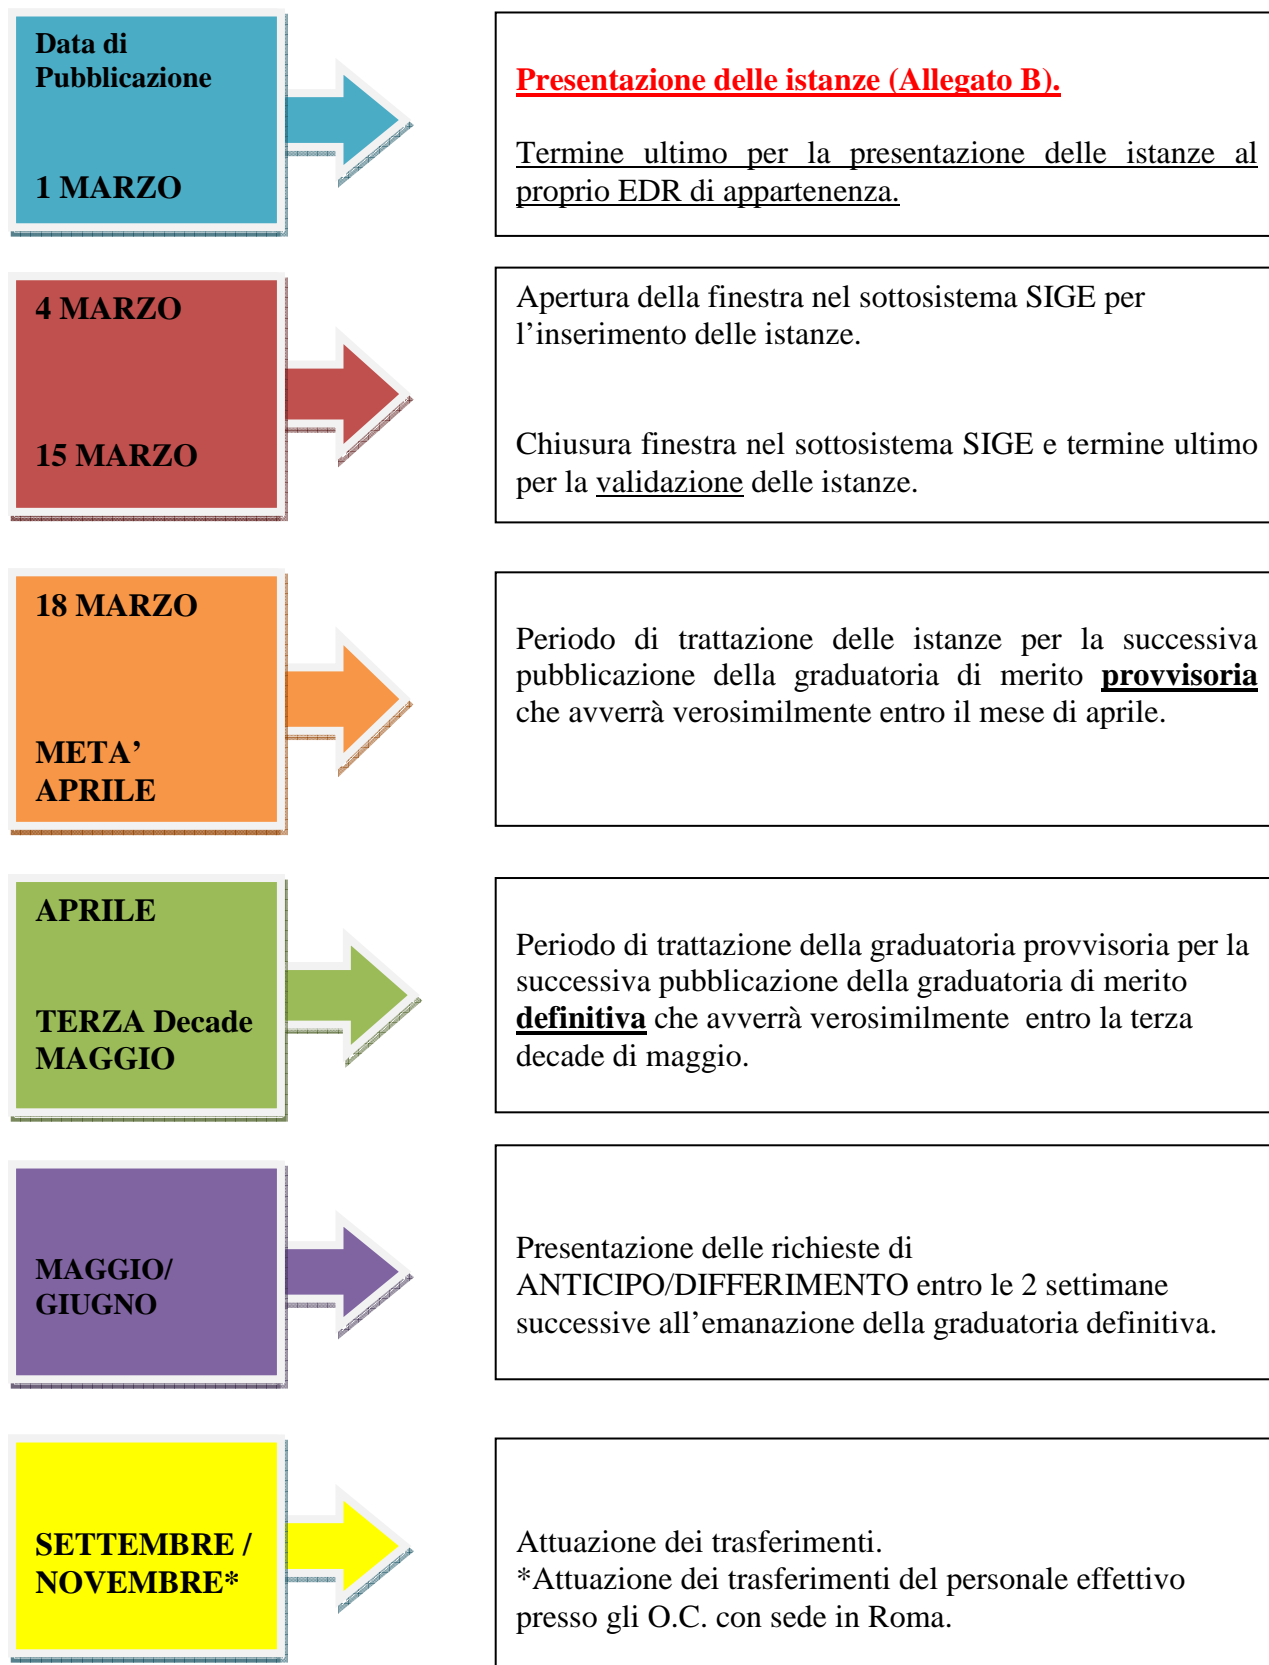 Data di
Pubblicazione
1 MARZO
Presentazione delle istanze (Allegato B).
Termine ultimo per la presentazione delle istanze al
proprio EDR di appartenenza.
4 MARZO
15 MARZO
Apertura della finestra nel sottosistema SIGE per
l’inserimento delle istanze.
Chiusura finestra nel sottosistema SIGE e termine ultimo
per la validazione delle istanze.
18 MARZO
META’
APRILE
Periodo di trattazione delle istanze per la successiva
pubblicazione della graduatoria di merito provvisoria
che avverrà verosimilmente entro il mese di aprile.
APRILE
TERZA Decade
MAGGIO
Periodo di trattazione della graduatoria provvisoria per la
successiva pubblicazione della graduatoria di merito
definitiva che avverrà verosimilmente entro la terza
decade di maggio.
MAGGIO/
GIUGNO
Presentazione delle richieste di
ANTICIPO/DIFFERIMENTO entro le 2 settimane
successive all’emanazione della graduatoria definitiva.
SETTEMBRE /
NOVEMBRE*
Attuazione dei trasferimenti.
*Attuazione dei trasferimenti del personale effettivo
presso gli O.C. con sede in Roma.